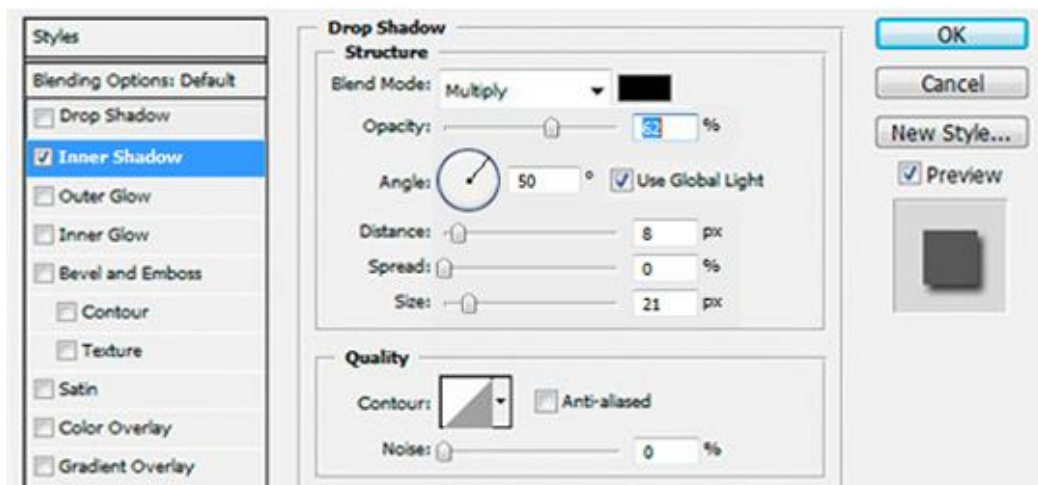 Styles
Blending Options: Default
Drop Shadow
Inner Shadow
Outer Glow
Inner Glow
Bevel and Emboss
Contour
Texture
Satin
Color Overlay
Gradient Overlay
Drop Shadow
Structure
Blend Mode: Multiply
Opacity: 62 %
Angle: 50 ° Use Global Light
Distance: 8 px
Spread: 0 %
Size: 21 px
Quality
Contour: Anti-aliased
Noise: 0 %
OK
Cancel
New Style...
Preview